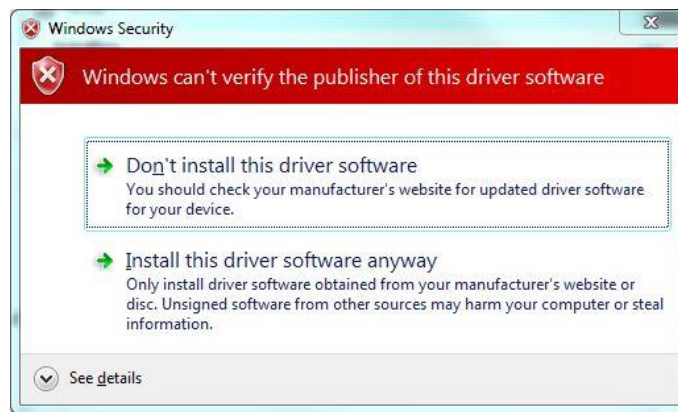 Windows Security
Windows can't verify the publisher of this driver software
Don't install this driver software
You should check your manufacturer's website for updated driver software
for your device.
Install this driver software anyway
Only install driver software obtained from your manufacturer's website or
disc. Unsigned software from other sources may harm your computer or steal
information.
See details